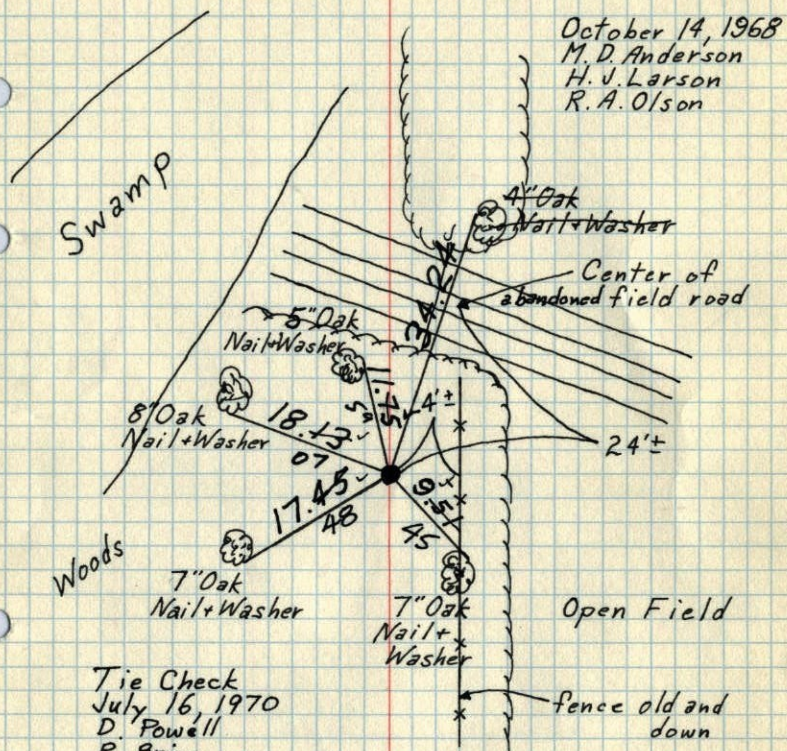 October 14, 1968
M. D. Anderson
H. J. Larson
R. A. Olson
Swamp
4" Oak
Nail + Washer
34.24
Center of
abandoned field road
5" Oak
Nail + Washer
11.75
4'±
8" Oak
Nail + Washer
18.13
07
24'±
17.45
48
9.51
45
Woods
7" Oak
Nail + Washer
7" Oak
Nail +
Washer
Open Field
Tie Check
July 16, 1970
D. Powell
fence old and
down